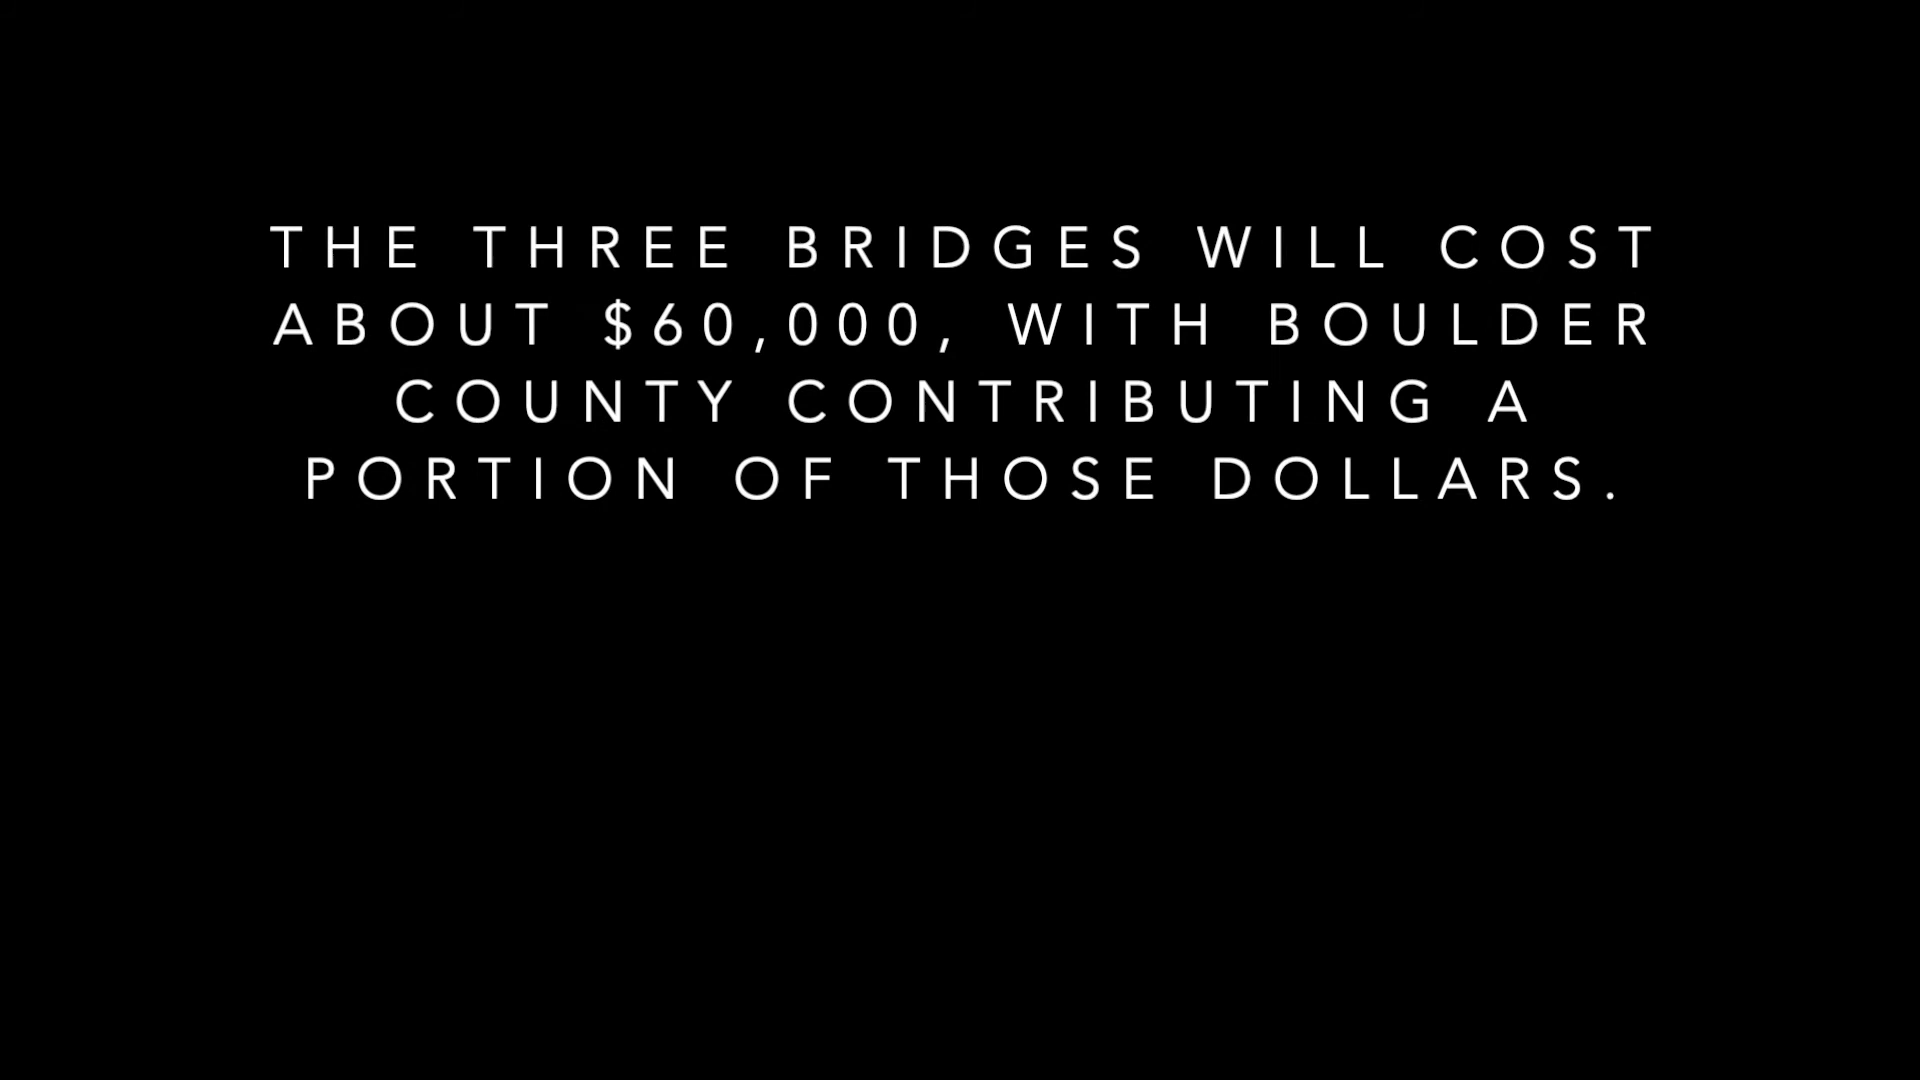 THE THREE BRIDGES WILL COST
ABOUT $60,000, WITH BOULDER
COUNTY CONTRIBUTING A
PORTION OF THOSE DOLLARS.